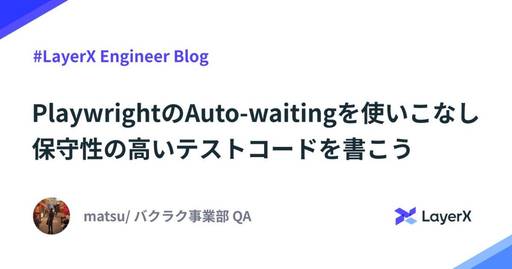 #LayerX Engineer Blog
PlaywrightのAuto-waitingを使いこなし
保守性の高いテストコードを書こう
matsu/ バクラク事業部 QA
LayerX